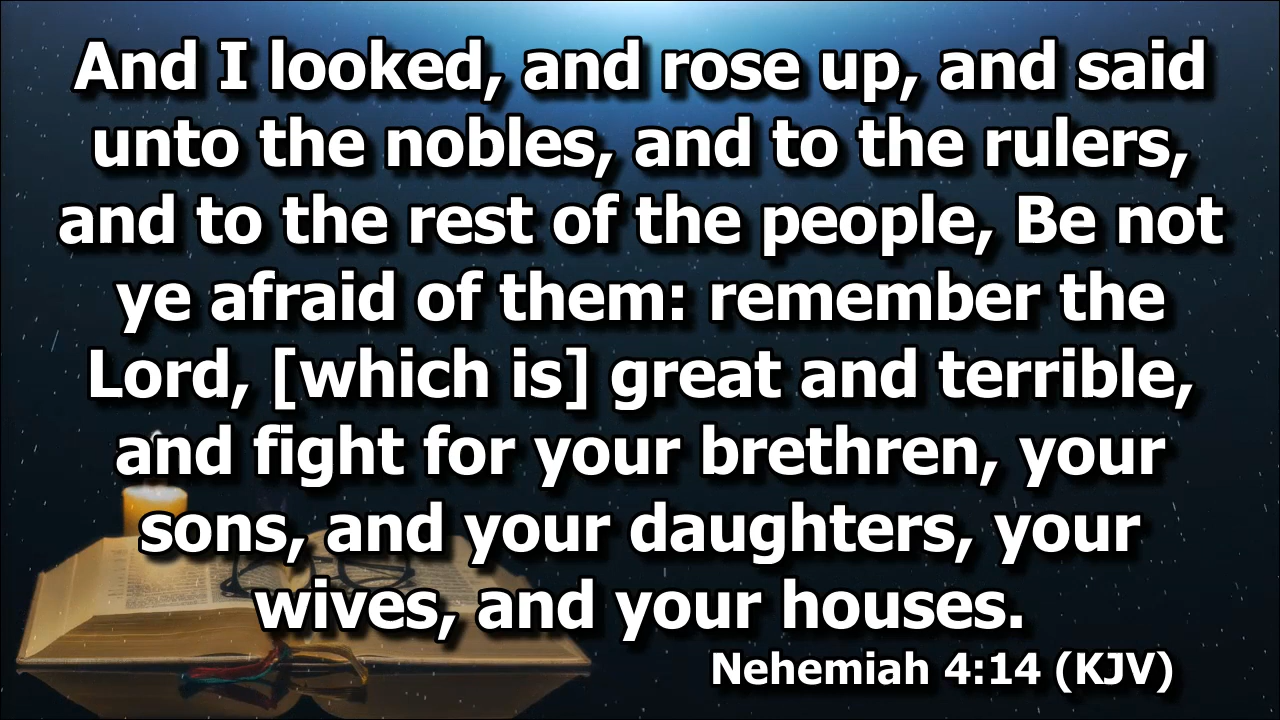 And I looked, and rose up, and said
unto the nobles, and to the rulers,
and to the rest of the people, Be not
ye afraid of them: remember the
Lord, [which is] great and terrible,
and fight for your brethren, your
sons, and your daughters, your
wives, and your houses.
Nehemiah 4:14 (KJV)